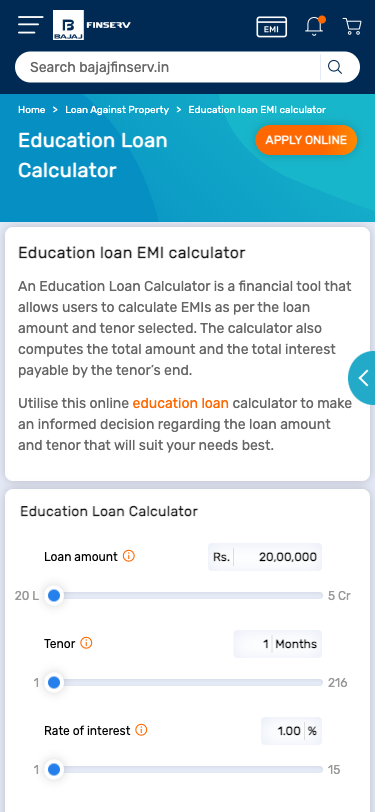 B
BAJAJ
FINSERV
EMI
Search bajajfinserv.in
Home > Loan Against Property > Education loan EMI calculator
Education Loan
Calculator
APPLY ONLINE
Education loan EMI calculator
An Education Loan Calculator is a financial tool that
allows users to calculate EMIs as per the loan
amount and tenor selected. The calculator also
computes the total amount and the total interest
payable by the tenor’s end.
Utilise this online education loan calculator to make
an informed decision regarding the loan amount
and tenor that will suit your needs best.
Education Loan Calculator
Loan amount Rs. 20,00,000
20 L 5 Cr
Tenor 1 Months
1 216
Rate of interest 1.00 %
1 15